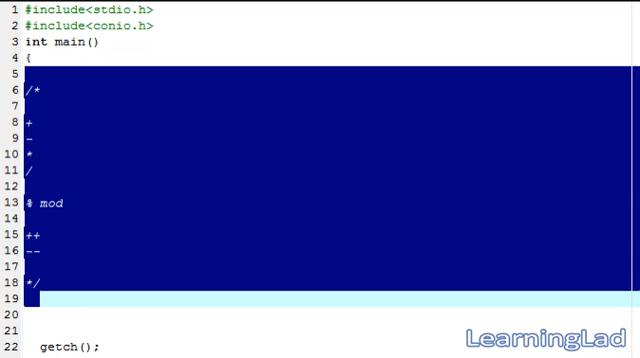 1 #include<stdio.h>
2 #include<conio.h>
3 int main()
4 {
5
6 /*
7
8 +
9 -
10 *
11 /
12
13 % mod
14
15 ++
16 --
17
18 */
19
20
21
22 getch();
LearningLad